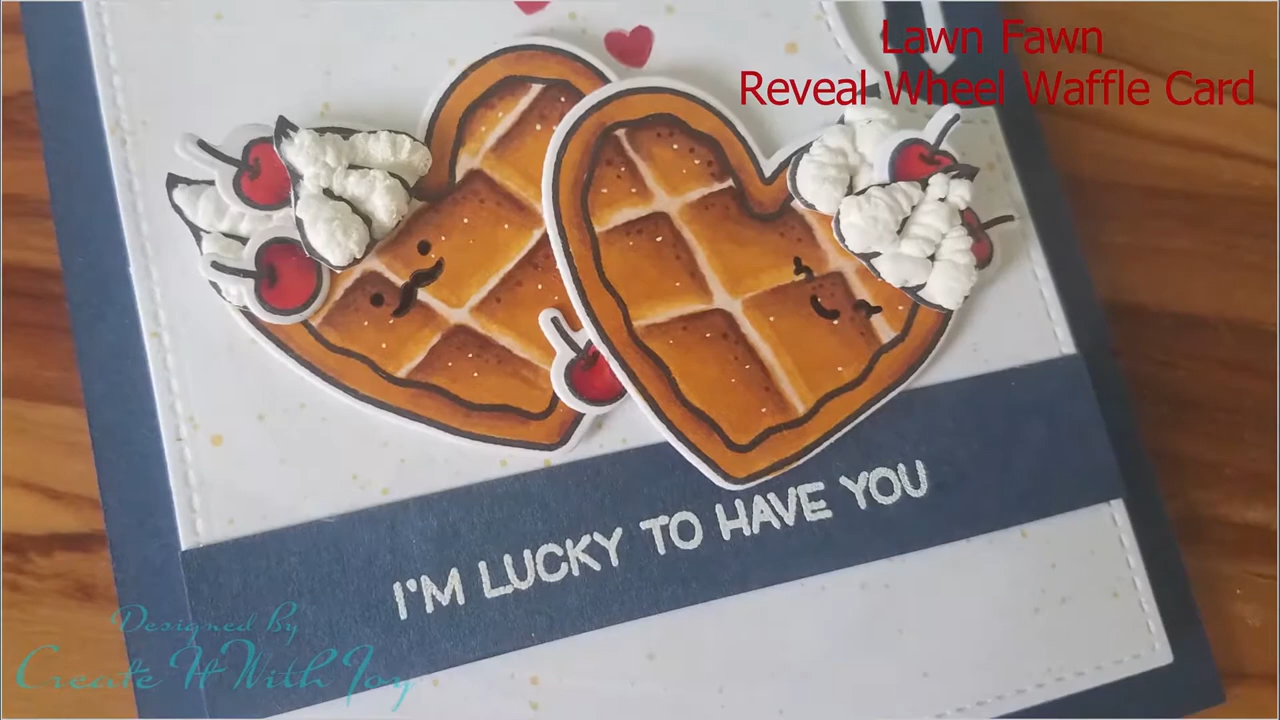 Lawn Fawn
Reveal Wheel Waffle Card
I'M LUCKY TO HAVE YOU
Designed By
Create It With Joy